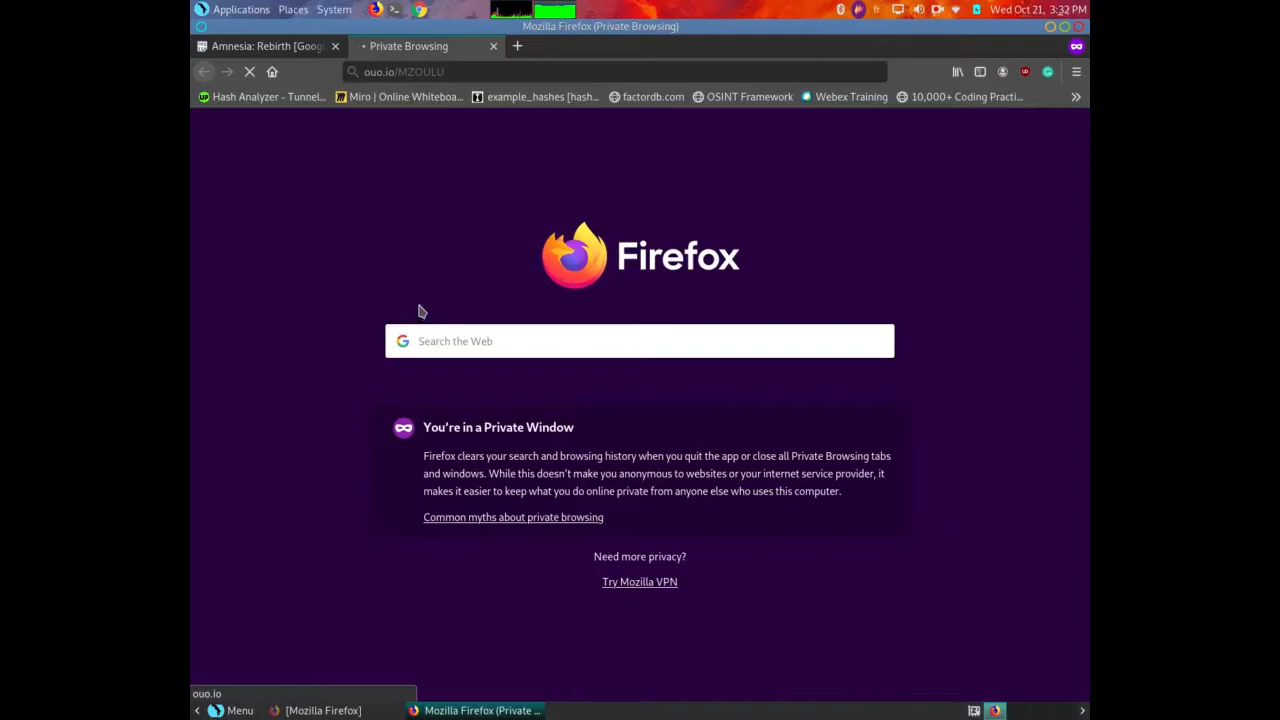 Applications Places System fr Wed Oct 21, 3:32 PM
Mozilla Firefox (Private Browsing)
Amnesia: Rebirth [Goog Private Browsing
ouo.io/MZOULU
Hash Analyzer - Tunnel... Miro | Online Whiteboa... example_hashes [hash... factordb.com OSINT Framework Webex Training 10,000+ Coding Practi...
Firefox
Search the Web
You're in a Private Window
Firefox clears your search and browsing history when you quit the app or close all Private Browsing tabs
and windows. While this doesn't make you anonymous to websites or your internet service provider, it
makes it easier to keep what you do online private from anyone else who uses this computer.
Common myths about private browsing
Need more privacy?
Try Mozilla VPN
ouo.io
Menu [Mozilla Firefox] Mozilla Firefox (Private ...